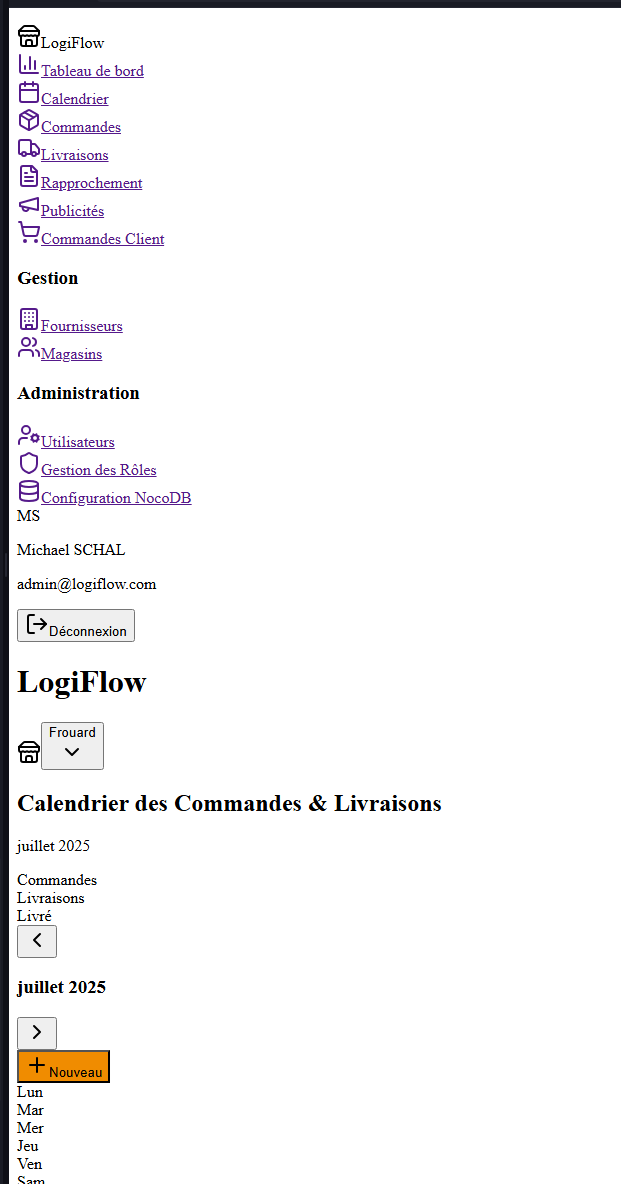 LogiFlow
Tableau de bord
Calendrier
Commandes
Livraisons
Rapprochement
Publicités
Commandes Client
Gestion
Fournisseurs
Magasins
Administration
Utilisateurs
Gestion des Rôles
Configuration NocoDB
MS
Michael SCHAL
admin@logiflow.com
Déconnexion
LogiFlow
Frouard
Calendrier des Commandes & Livraisons
juillet 2025
Commandes
Livraisons
Livré
juillet 2025
Nouveau
Lun
Mar
Mer
Jeu
Ven
Sam